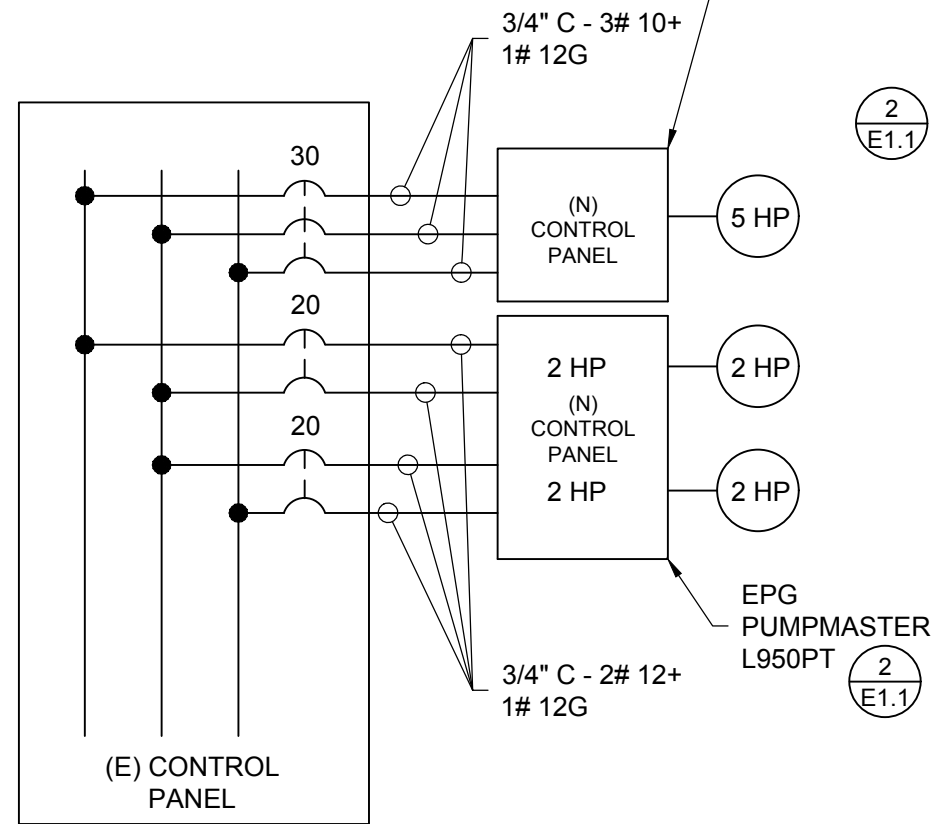 3/4" C - 3# 10+
1# 12G
2
E1.1
30
(N)
CONTROL
PANEL
5 HP
20
2 HP
(N)
CONTROL
PANEL
2 HP
2 HP
20
2 HP
EPG
PUMPMASTER
L950PT
2
E1.1
3/4" C - 2# 12+
1# 12G
(E) CONTROL
PANEL